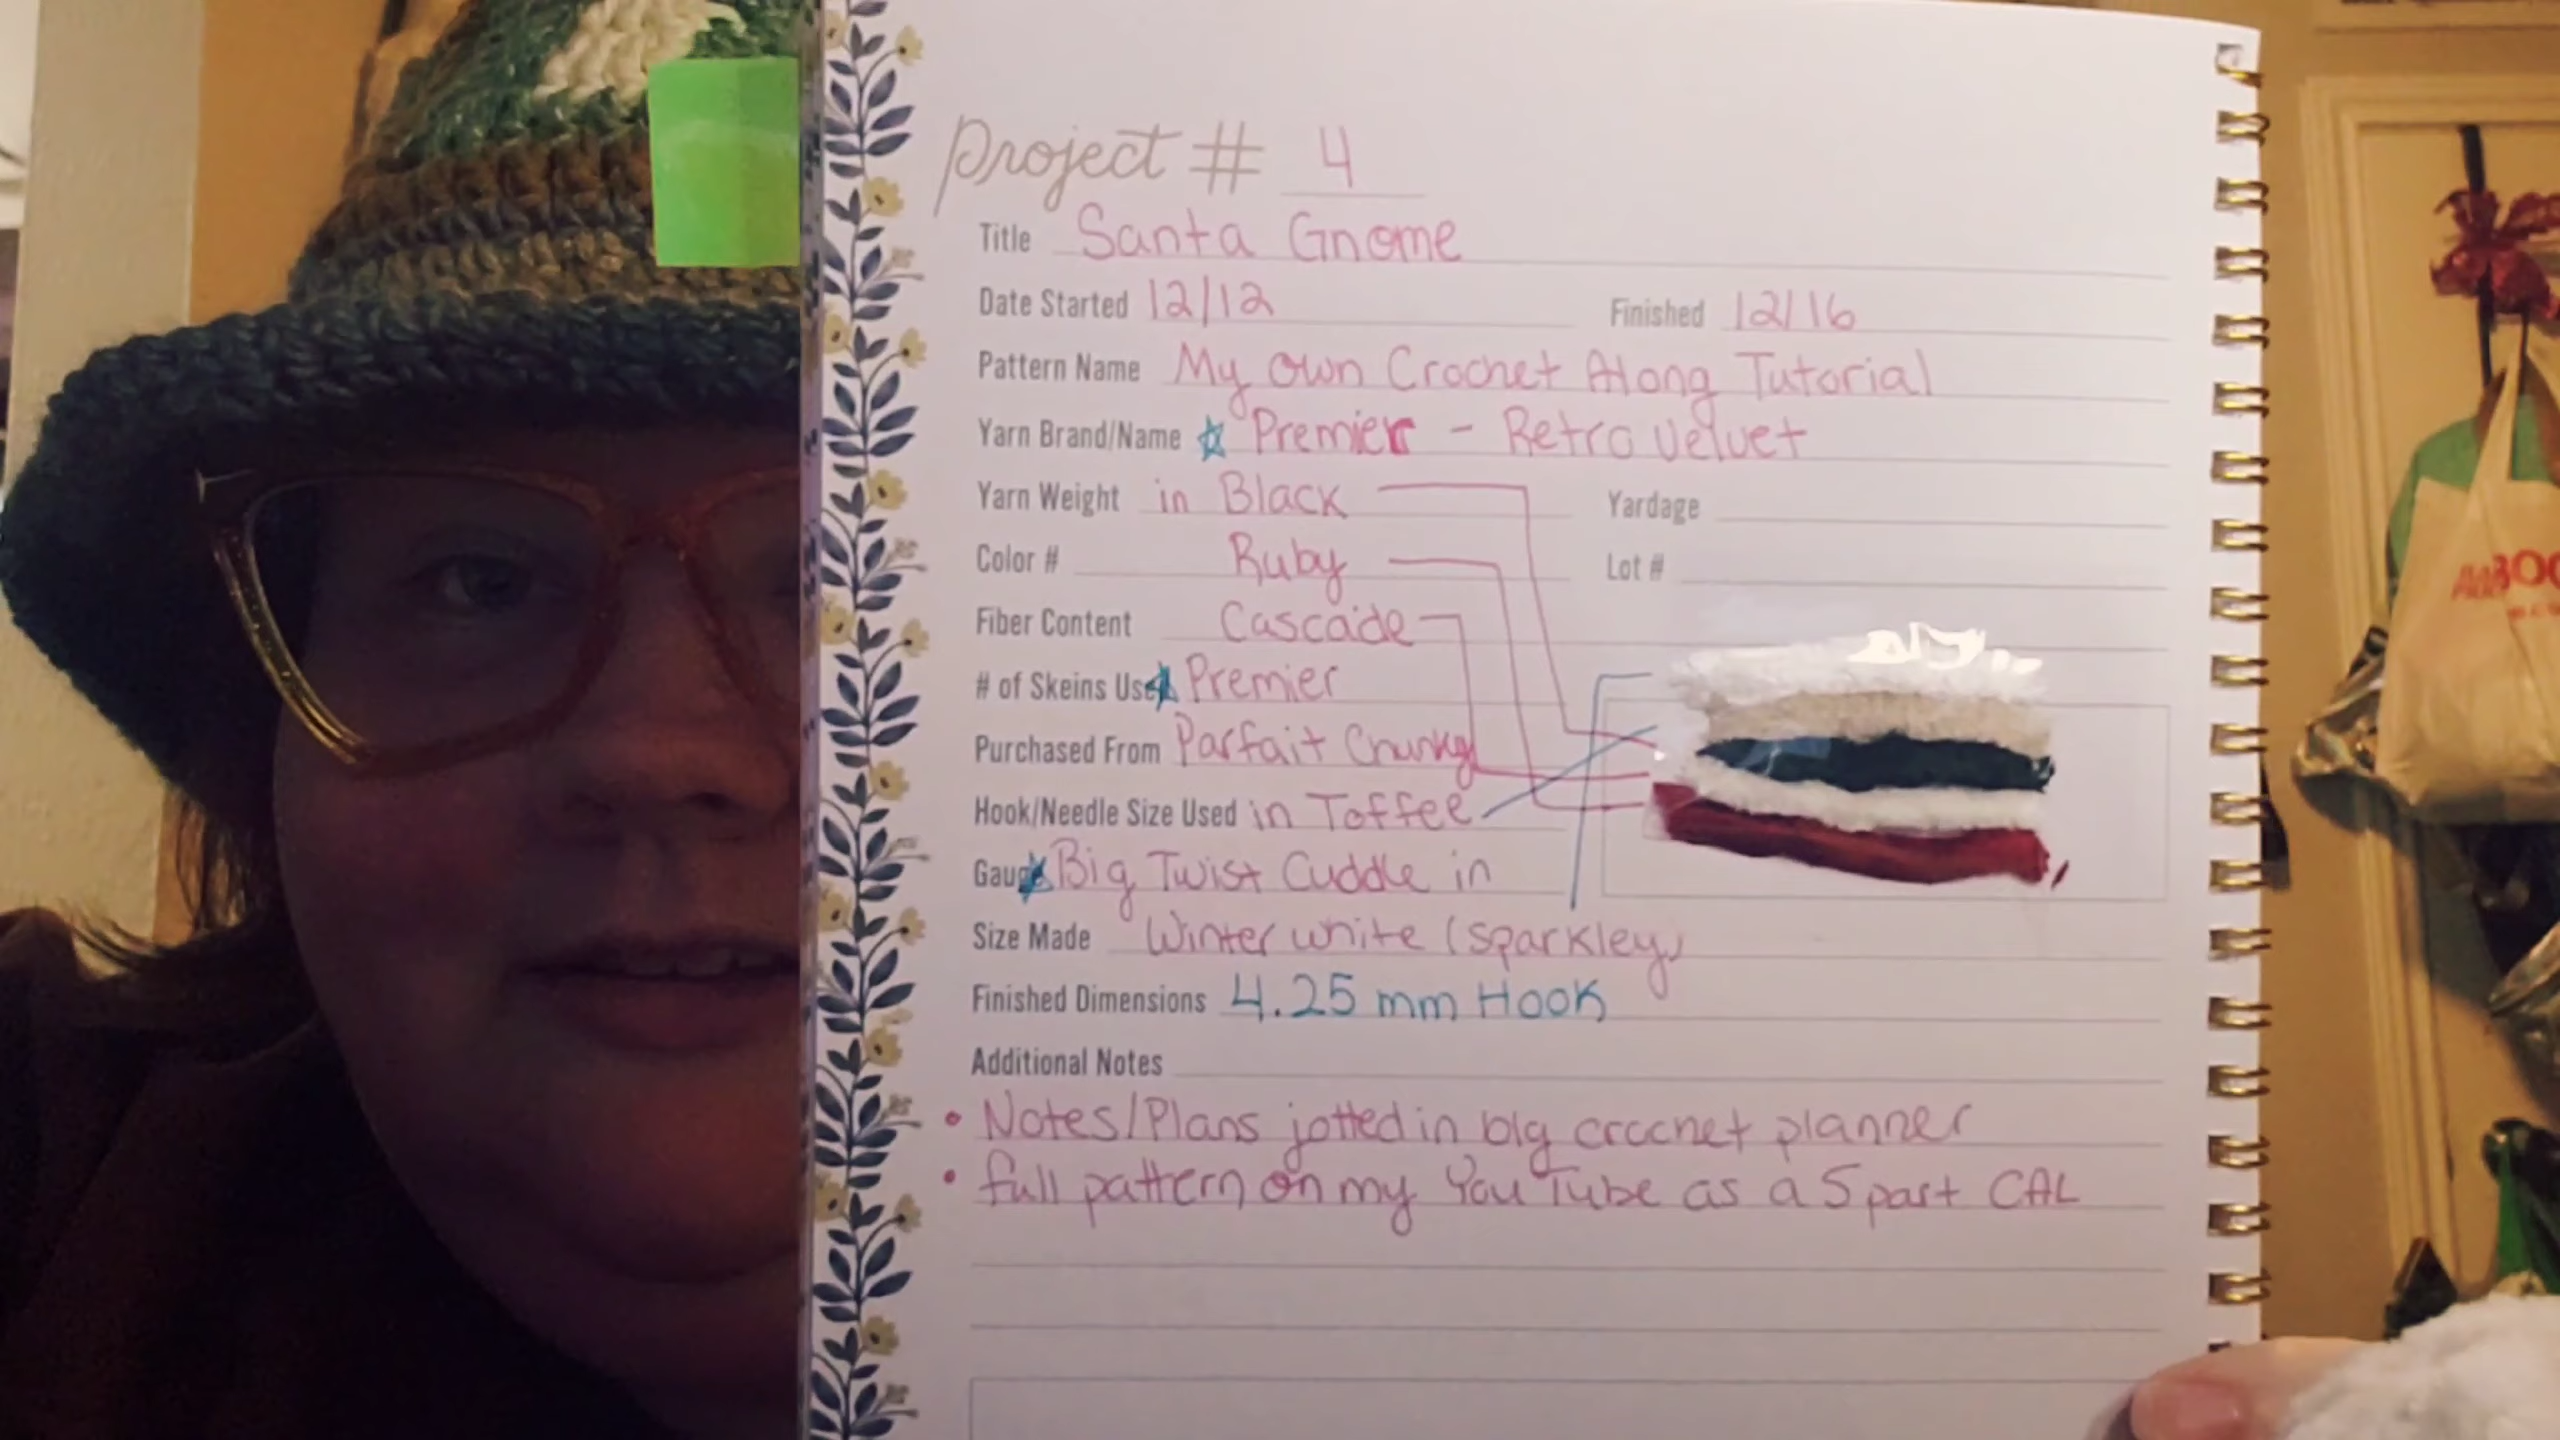 Project # 4
Title Santa Gnome
Date Started 12/12 Finished 12/16
Pattern Name My own Crochet Along Tutorial
Yarn Brand/Name ☆ Premier - Retro Velvet
Yarn Weight in Black Yardage
Color # Ruby Lot #
Fiber Content Cascade
# of Skeins Used Premier
Purchased From Parfait Chunky
Hook/Needle Size Used in Toffee
Gauge Big Twist Cuddle in
Size Made Winter white (sparkley)
Finished Dimensions 4.25 mm Hook
Additional Notes
• Notes/Plans jotted in big crochet planner
• full pattern on my YouTube as a 5 part CAL